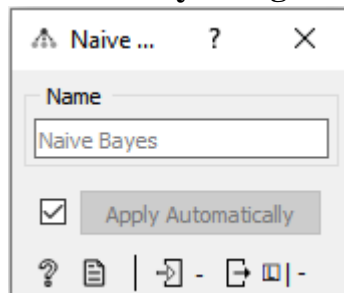 Naive ... ? ×
Name
Naive Bayes
Apply Automatically
? | - | -